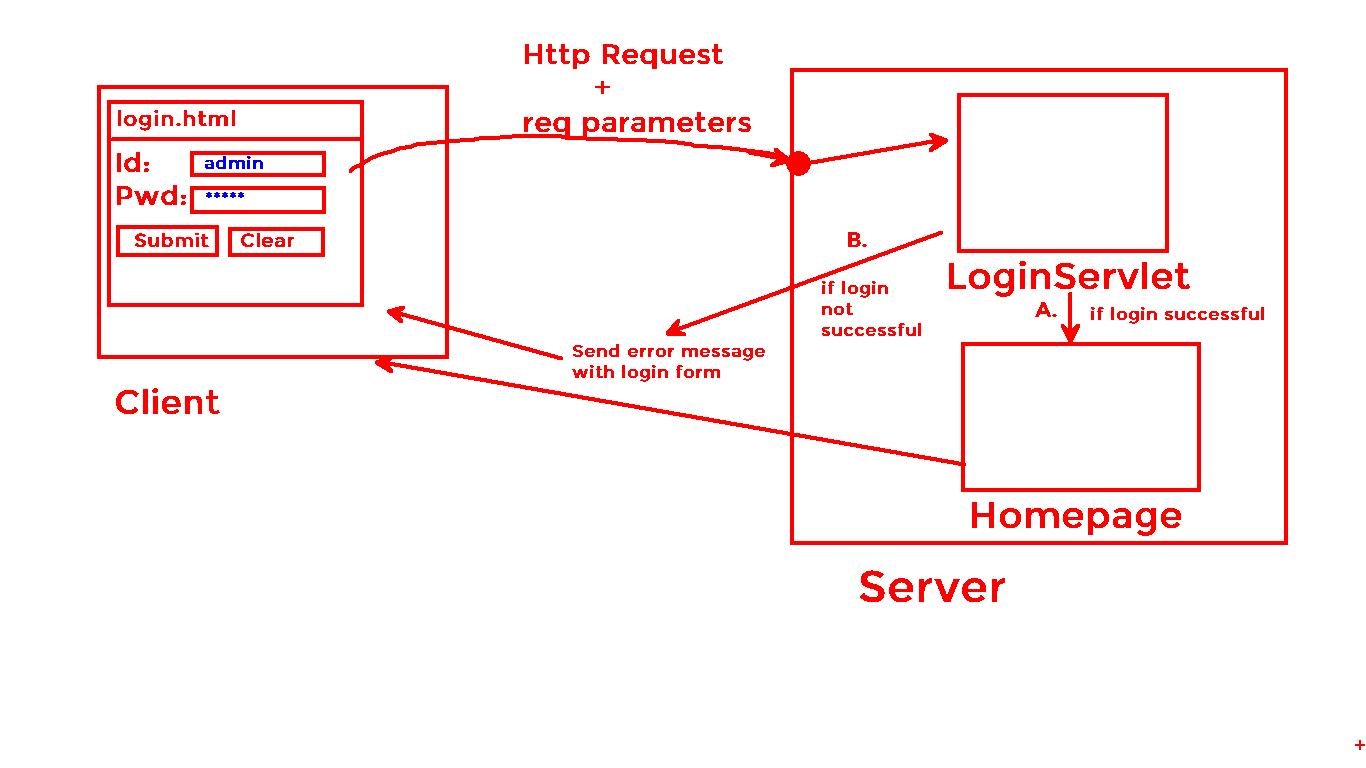 Http Request
+
req parameters
login.html
Id: admin
Pwd: *****
Submit Clear
Client
LoginServlet
B.
if login
not
successful
A. if login successful
Send error message
with login form
Homepage
Server
+